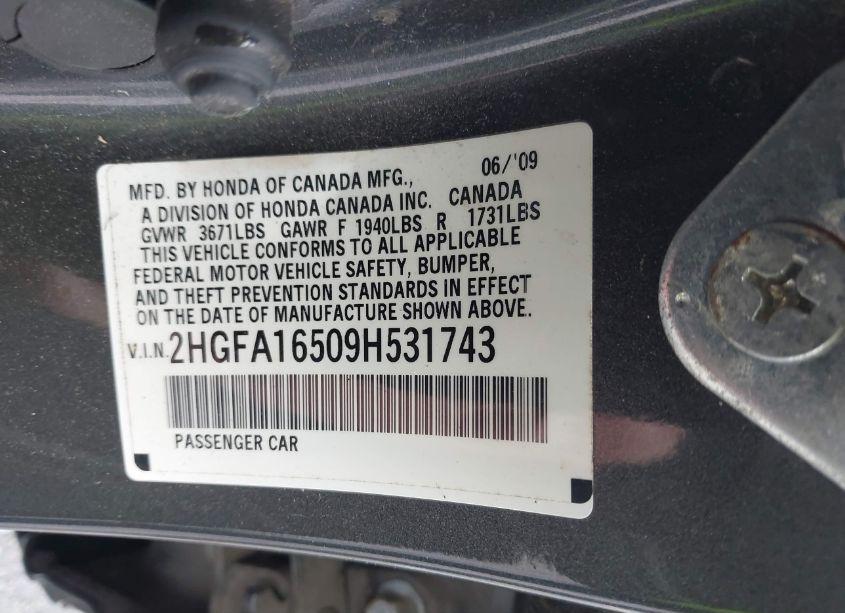 06/'09
MFD. BY HONDA OF CANADA MFG.,
A DIVISION OF HONDA CANADA INC. CANADA
GVWR 3671LBS GAWR F 1940LBS R 1731LBS
THIS VEHICLE CONFORMS TO ALL APPLICABLE
FEDERAL MOTOR VEHICLE SAFETY, BUMPER,
AND THEFT PREVENTION STANDARDS IN EFFECT
ON THE DATE OF MANUFACTURE SHOWN ABOVE.
V.I.N. 2HGFA16509H531743
PASSENGER CAR